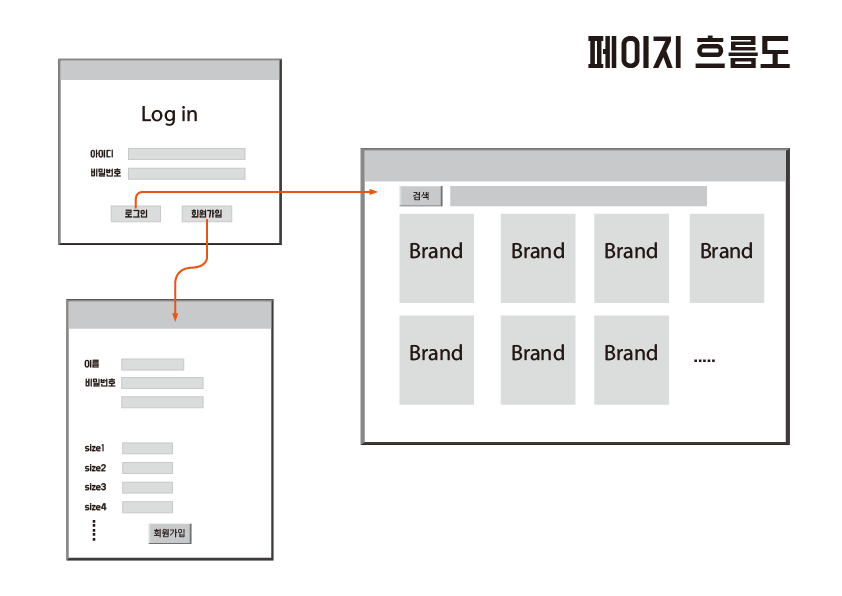 페이지 흐름도
Log in
아이디
비밀번호
로그인 회원가입
검색
Brand Brand Brand Brand
Brand Brand Brand .....
이름
비밀번호
size1
size2
size3
size4
회원가입